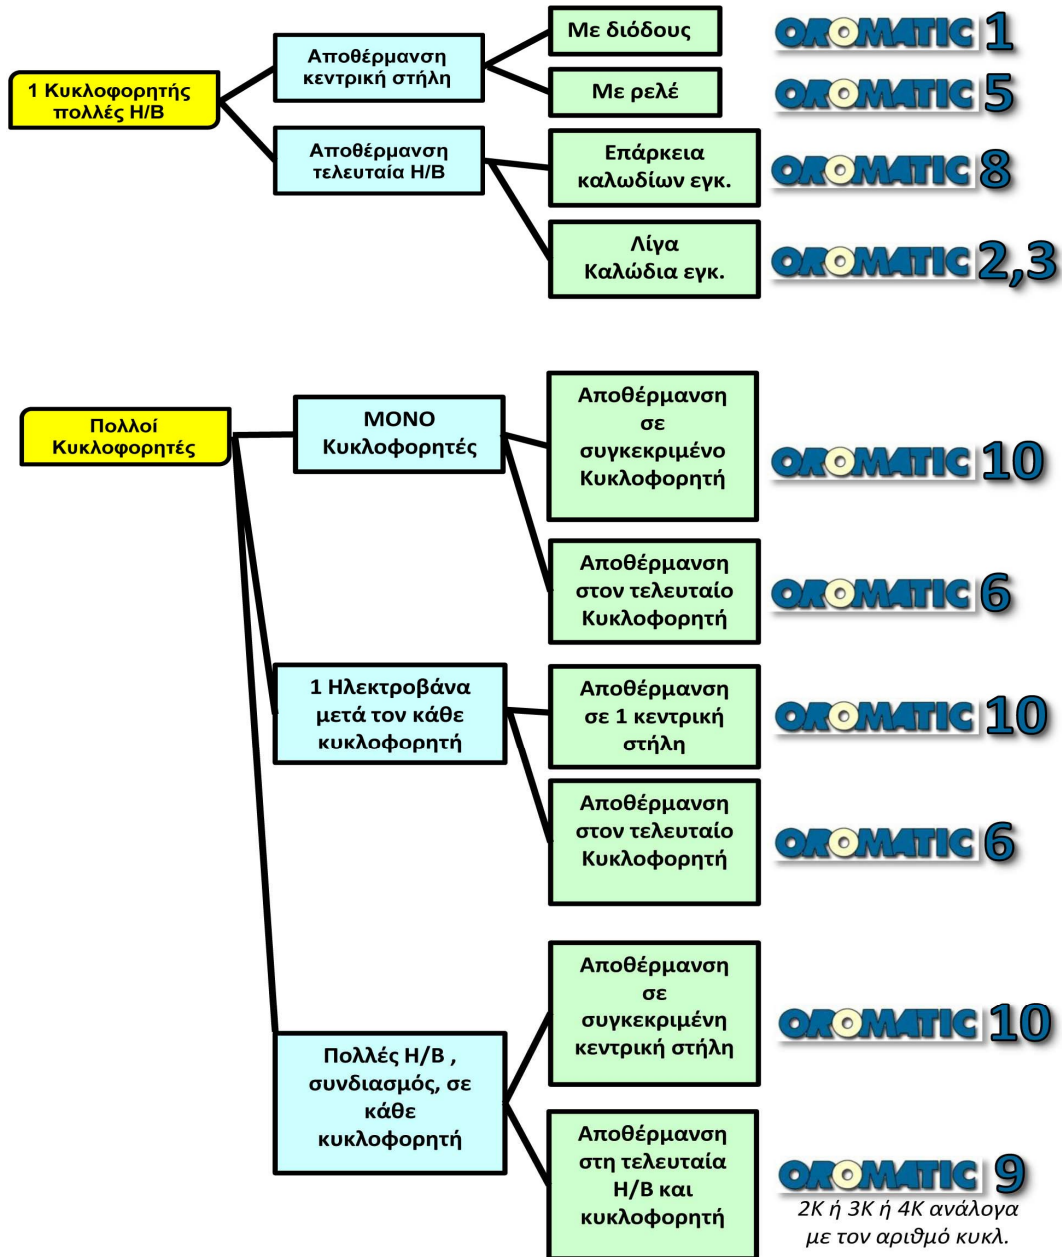 1 Κυκλοφορητής
πολλές Η/Β
Αποθέρμανση
κεντρική στήλη
Με διόδους
OROMATIC 1
Με ρελέ
OROMATIC 5
Αποθέρμανση
τελευταία Η/Β
Επάρκεια
καλωδίων εγκ.
OROMATIC 8
Λίγα
Καλώδια εγκ.
OROMATIC 2,3
Πολλοί
Κυκλοφορητές
ΜΟΝΟ
Κυκλοφορητές
Αποθέρμανση
σε
συγκεκριμένο
Κυκλοφορητή
OROMATIC 10
Αποθέρμανση
στον τελευταίο
Κυκλοφορητή
OROMATIC 6
1 Ηλεκτροβάνα
μετά τον κάθε
κυκλοφορητή
Αποθέρμανση
σε 1 κεντρική
στήλη
OROMATIC 10
Αποθέρμανση
στον τελευταίο
Κυκλοφορητή
OROMATIC 6
Πολλές Η/Β ,
συνδιασμός, σε
κάθε
κυκλοφορητή
Αποθέρμανση
σε
συγκεκριμένη
κεντρική στήλη
OROMATIC 10
Αποθέρμανση
στη τελευταία
Η/Β και
κυκλοφορητή
OROMATIC 9
2Κ ή 3Κ ή 4Κ ανάλογα
με τον αριθμό κυκλ.